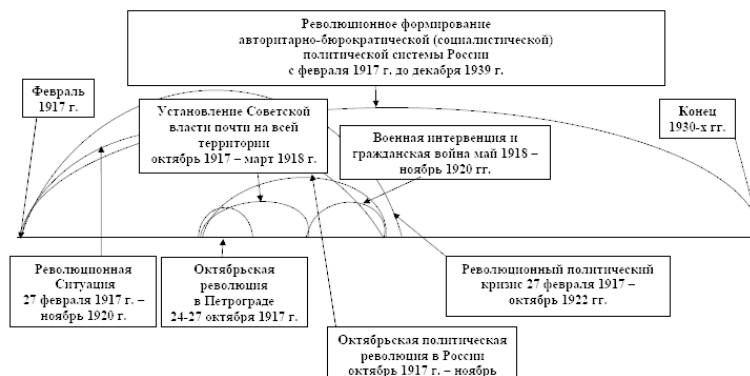 Революционное формирование
авторитарно-бюрократической (социалистической)
политической системы России
с февраля 1917 г. до декабря 1939 г.
Февраль
1917 г.
Установление Советской
власти почти на всей
территории
октябрь 1917 – март 1918 г.
Военная интервенция и
гражданская война май 1918 –
ноябрь 1920 гг.
Конец
1930-х гг.
Революционная
Ситуация
27 февраля 1917 г. –
ноябрь 1920 г.
Октябрьская
революция
в Петрограде
24-27 октября 1917 г.
Революционный политический
кризис 27 февраля 1917 –
октябрь 1922 гг.
Октябрьская политическая
революция в России
октябрь 1917 г. – ноябрь